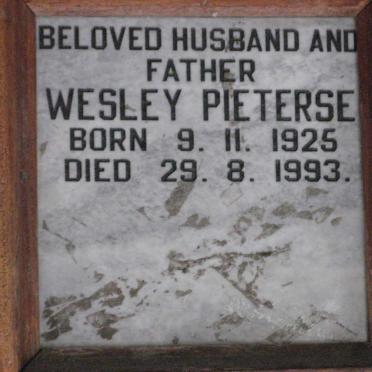 BELOVED HUSBAND AND
FATHER
WESLEY PIETERSE
BORN 9. 11. 1925
DIED 29. 8. 1993.